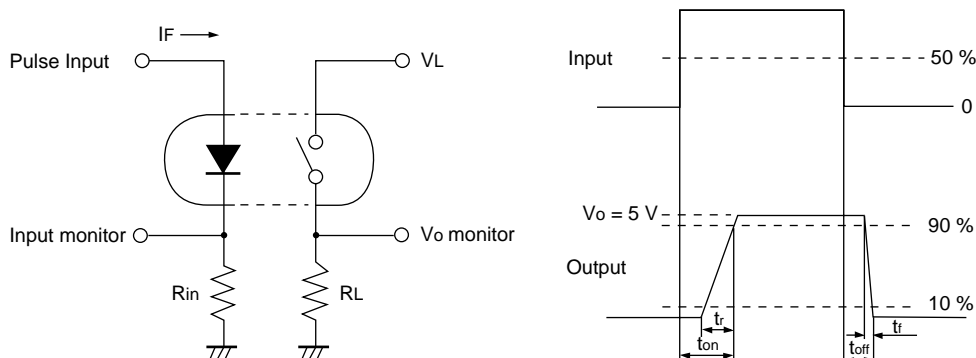 IF
Pulse Input
VL
Input monitor
VO monitor
Rin
RL
Input
50 %
0
VO = 5 V
90 %
Output
10 %
tr
ton
toff
tf